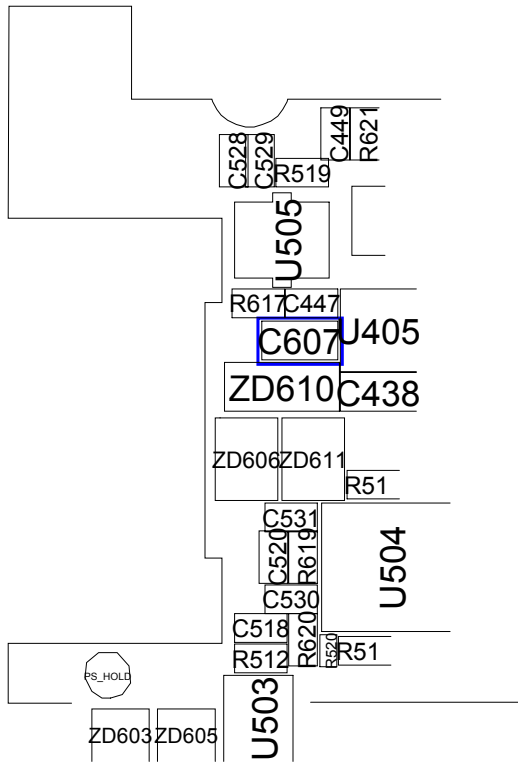 C528
C529
C449
R621
R519
U505
R617
C447
C607
U405
ZD610
C438
ZD606
ZD611
R51
C531
C520
R619
U504
C530
C518
R620
R520
R51
R512
PS_HOLD
U503
ZD603
ZD605